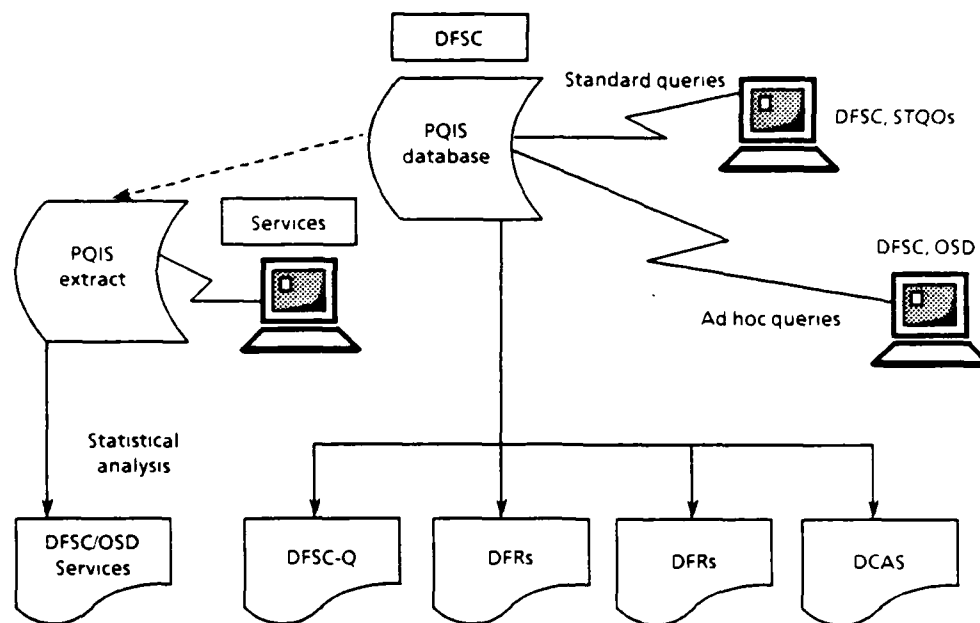 DFSC
Standard queries
PQIS
database
DFSC, STQOs
Services
PQIS
extract
DFSC, OSD
Ad hoc queries
Statistical
analysis
DFSC/OSD
Services
DFSC-Q
DFRs
DFRs
DCAS